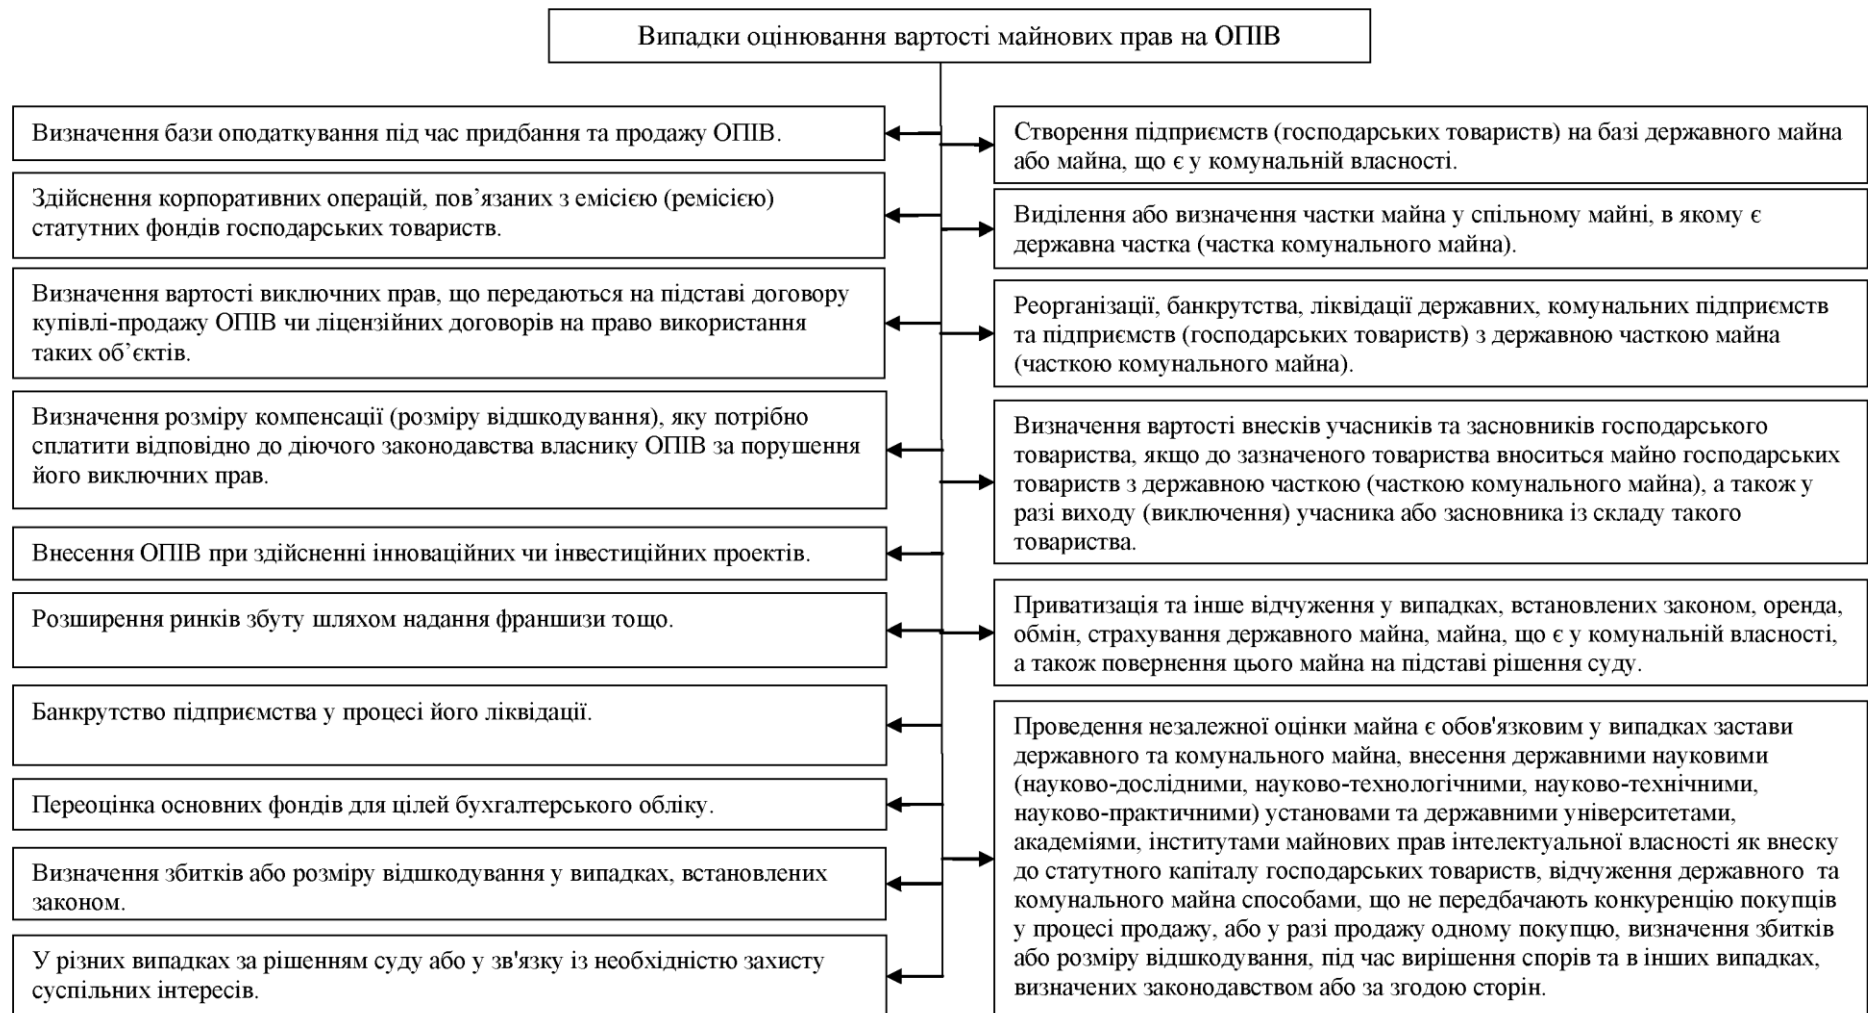 Випадки оцінювання вартості майнових прав на ОПІВ
Визначення бази оподаткування під час придбання та продажу ОПІВ.
Здійснення корпоративних операцій, пов’язаних з емісією (ремісією)
статутних фондів господарських товариств.
Визначення вартості виключних прав, що передаються на підставі договору
купівлі-продажу ОПІВ чи ліцензійних договорів на право використання
таких об’єктів.
Визначення розміру компенсації (розміру відшкодування), яку потрібно
сплатити відповідно до діючого законодавства власнику ОПІВ за порушення
його виключних прав.
Внесення ОПІВ при здійсненні інноваційних чи інвестиційних проектів.
Розширення ринків збуту шляхом надання франшизи тощо.
Банкрутство підприємства у процесі його ліквідації.
Переоцінка основних фондів для цілей бухгалтерського обліку.
Визначення збитків або розміру відшкодування у випадках, встановлених
законом.
У різних випадках за рішенням суду або у зв'язку із необхідністю захисту
суспільних інтересів.
Створення підприємств (господарських товариств) на базі державного майна
або майна, що є у комунальній власності.
Виділення або визначення частки майна у спільному майні, в якому є
державна частка (частка комунального майна).
Реорганізації, банкрутства, ліквідації державних, комунальних підприємств
та підприємств (господарських товариств) з державною часткою майна
(часткою комунального майна).
Визначення вартості внесків учасників та засновників господарського
товариства, якщо до зазначеного товариства вноситься майно господарських
товариств з державною часткою (часткою комунального майна), а також у
разі виходу (виключення) учасника або засновника із складу такого
товариства.
Приватизація та інше відчуження у випадках, встановлених законом, оренда,
обмін, страхування державного майна, майна, що є у комунальній власності,
а також повернення цього майна на підставі рішення суду.
Проведення незалежної оцінки майна є обов'язковим у випадках застави
державного та комунального майна, внесення державними науковими
(науково-дослідними, науково-технологічними, науково-технічними,
науково-практичними) установами та державними університетами,
академіями, інститутами майнових прав інтелектуальної власності як внеску
до статутного капіталу господарських товариств, відчуження державного та
комунального майна способами, що не передбачають конкуренцію покупців
у процесі продажу, або у разі продажу одному покупцю, визначення збитків
або розміру відшкодування, під час вирішення спорів та в інших випадках,
визначених законодавством або за згодою сторін.